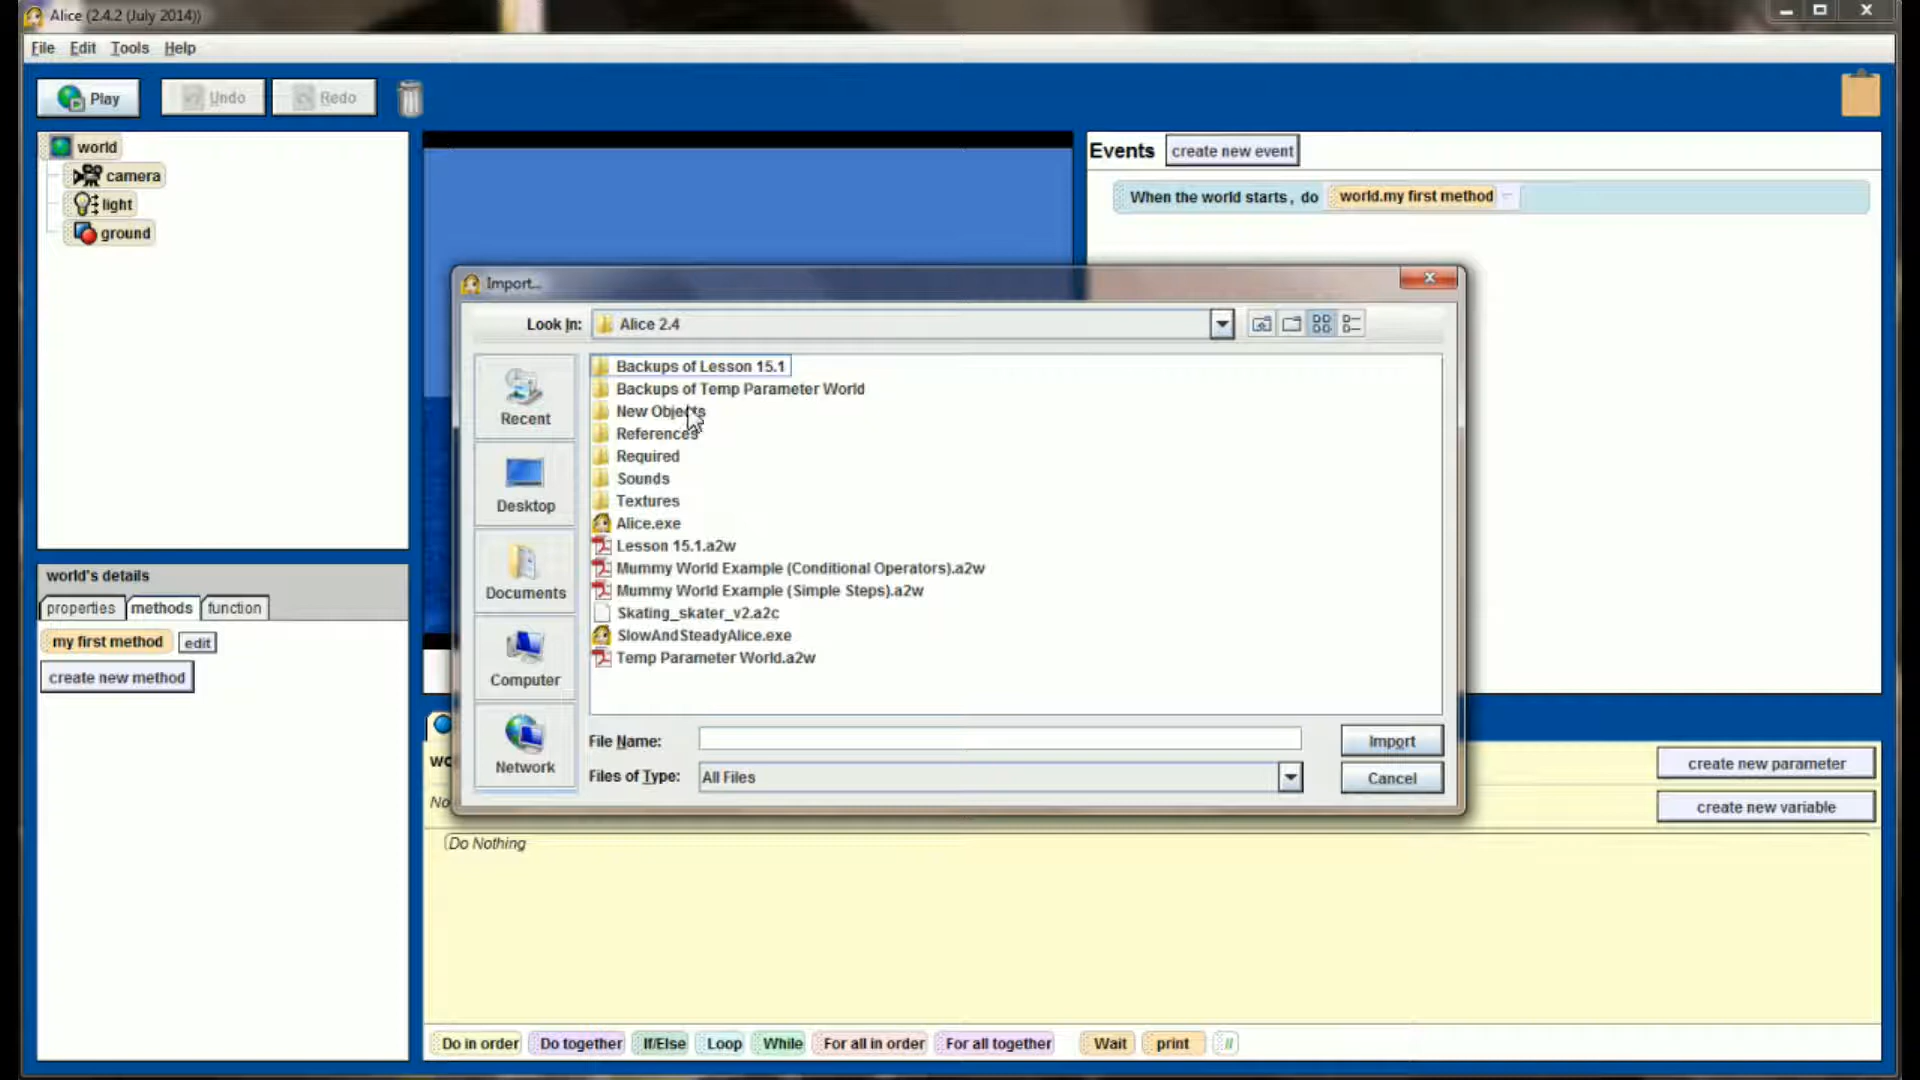 Alice (2.4.2 (July 2014))
File Edit Tools Help
Play Undo Redo
world
camera
light
ground
Events create new event
When the world starts, do world.my first method
Import...
Look In: Alice 2.4
Recent
Desktop
Documents
Computer
Network
Backups of Lesson 15.1
Backups of Temp Parameter World
New Objects
References
Required
Sounds
Textures
Alice.exe
Lesson 15.1.a2w
Mummy World Example (Conditional Operators).a2w
Mummy World Example (Simple Steps).a2w
Skating_skater_v2.a2c
SlowAndSteadyAlice.exe
Temp Parameter World.a2w
File Name:
Files of Type: All Files
Import
Cancel
world's details
properties methods function
my first method edit
create new method
wo
No
create new parameter
create new variable
Do Nothing
Do in order Do together If/Else Loop While For all in order For all together Wait print //